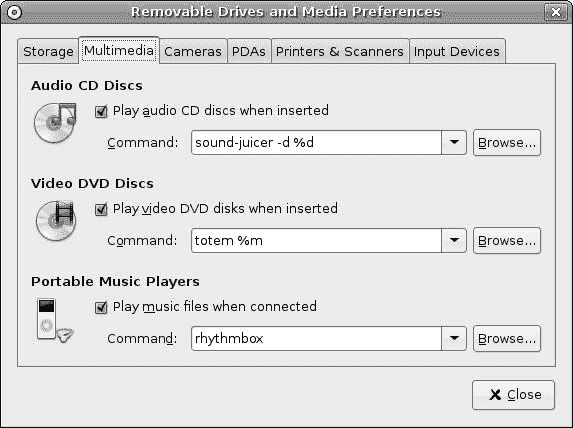 Removable Drives and Media Preferences
Storage Multimedia Cameras PDAs Printers & Scanners Input Devices
Audio CD Discs
Play audio CD discs when inserted
Command: sound-juicer -d %d Browse...
Video DVD Discs
Play video DVD disks when inserted
Command: totem %m Browse...
Portable Music Players
Play music files when connected
Command: rhythmbox Browse...
Close